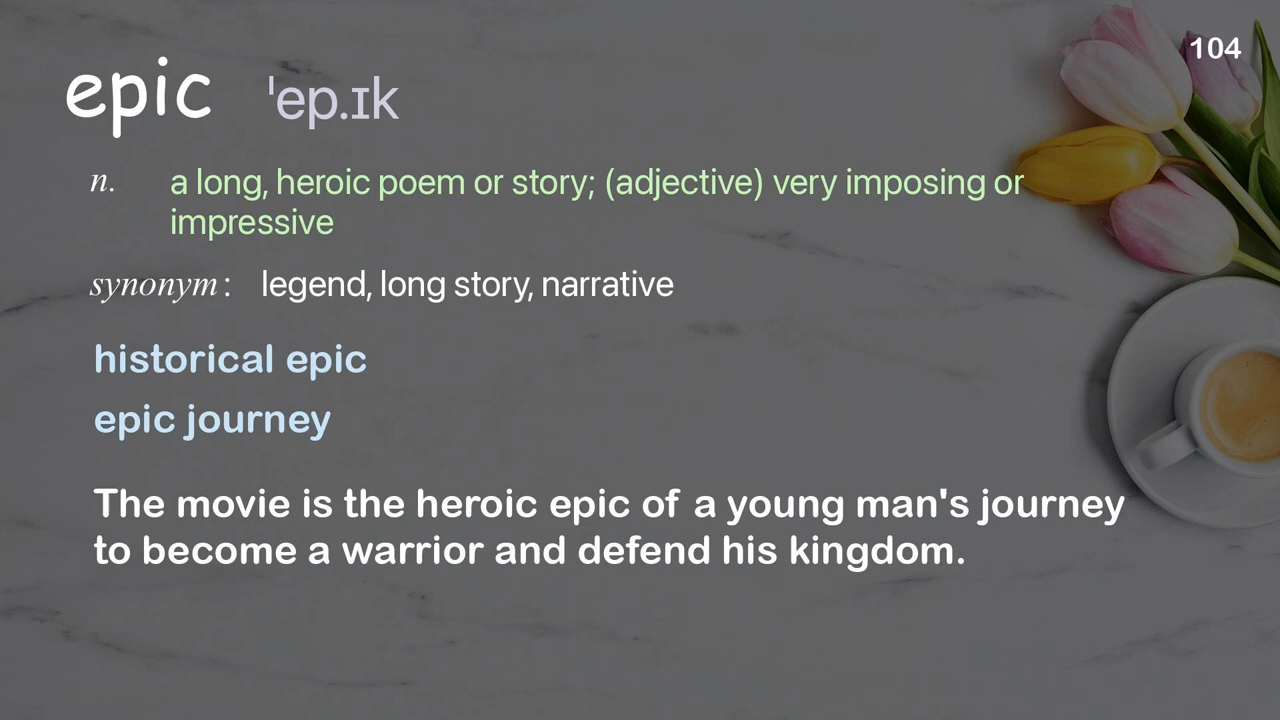 104
epic ˈep.ɪk
n. a long, heroic poem or story; (adjective) very imposing or
impressive
synonym: legend, long story, narrative
historical epic
epic journey
The movie is the heroic epic of a young man's journey
to become a warrior and defend his kingdom.